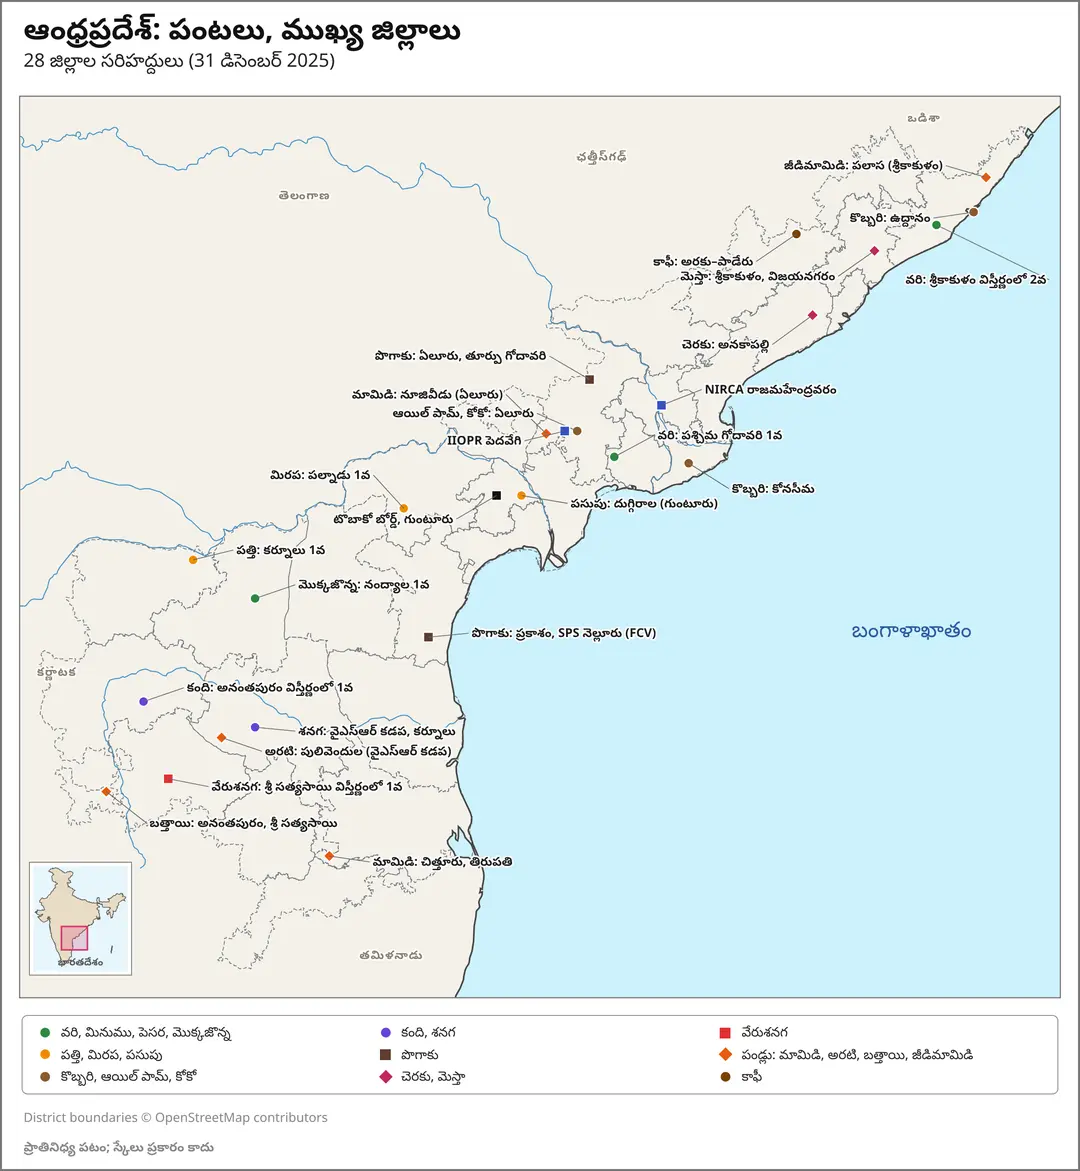 ఆంధ్రప్రదేశ్: పంటలు, ముఖ్య జిల్లాలు
28 జిల్లాల సరిహద్దులు (31 డిసెంబర్ 2025)
ఒడిశా
ఛత్తీస్‌గఢ్
జీడిమామిడి: పలాస (శ్రీకాకుళం)
తెలంగాణ
కొబ్బరి: ఉద్దానం
కాఫీ: అరకు–పాడేరు
మెస్తా: శ్రీకాకుళం, విజయనగరం
వరి: శ్రీకాకుళం విస్తీర్ణంలో 2వ
చెరకు: అనకాపల్లి
పొగాకు: ఏలూరు, తూర్పు గోదావరి
NIRCA రాజమహేంద్రవరం
మామిడి: నూజివీడు (ఏలూరు)
ఆయిల్ పామ్, కోకో: ఏలూరు
IIOPR పెదవేగి
వరి: పశ్చిమ గోదావరి 1వ
మిరప: పల్నాడు 1వ
కొబ్బరి: కోనసీమ
పసుపు: దుగ్గిరాల (గుంటూరు)
టొబాకో బోర్డ్, గుంటూరు
పత్తి: కర్నూలు 1వ
మొక్కజొన్న: నంద్యాల 1వ
పొగాకు: ప్రకాశం, SPS నెల్లూరు (FCV)
బంగాళాఖాతం
కర్ణాటక
కంది: అనంతపురం విస్తీర్ణంలో 1వ
శనగ: వైఎస్ఆర్ కడప, కర్నూలు
అరటి: పులివెందుల (వైఎస్ఆర్ కడప)
వేరుశనగ: శ్రీ సత్యసాయి విస్తీర్ణంలో 1వ
బత్తాయి: అనంతపురం, శ్రీ సత్యసాయి
మామిడి: చిత్తూరు, తిరుపతి
తమిళనాడు
భారతదేశం
వరి, మినుము, పెసర, మొక్కజొన్న
కంది, శనగ
వేరుశనగ
పత్తి, మిరప, పసుపు
పొగాకు
పండ్లు: మామిడి, అరటి, బత్తాయి, జీడిమామిడి
కొబ్బరి, ఆయిల్ పామ్, కోకో
చెరకు, మెస్తా
కాఫీ
District boundaries © OpenStreetMap contributors
ప్రాతినిధ్య పటం; స్కేలు ప్రకారం కాదు